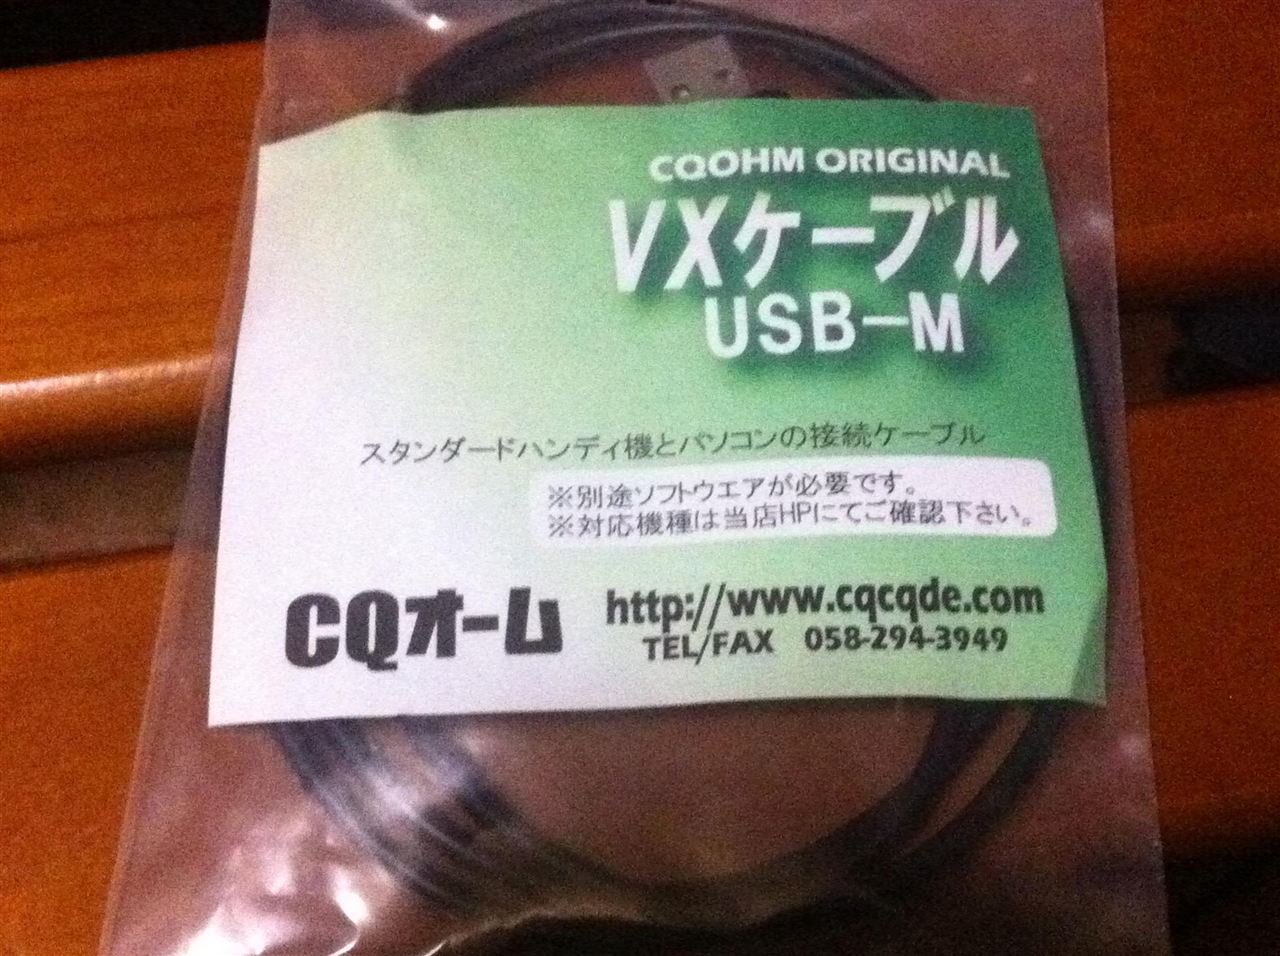 CQOHM ORIGINAL
VXケーブル
USB-M
スタンダードハンディ機とパソコンの接続ケーブル
※別途ソフトウエアが必要です。
※対応機種は当店HPにてご確認下さい。
CQオーム
http://www.cqcqde.com
TEL/FAX 058-294-3949